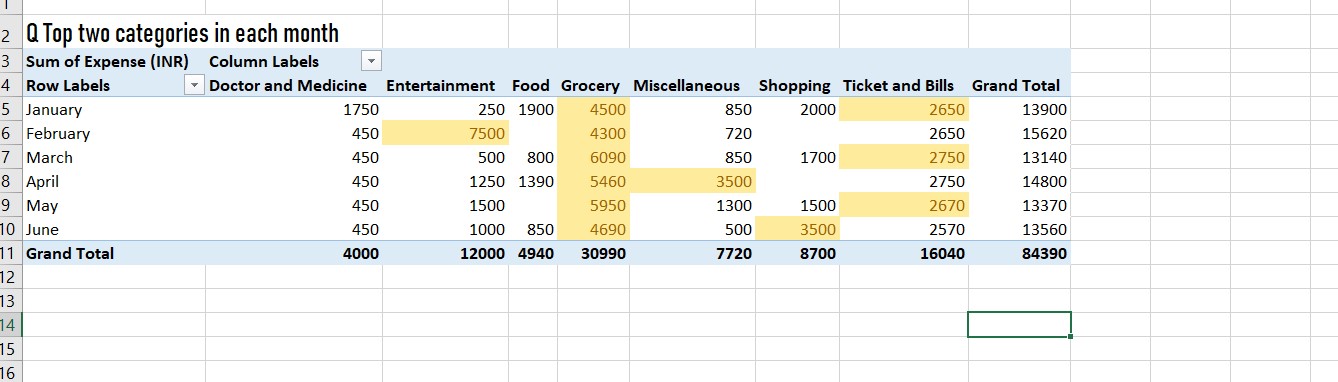 1
2 Q Top two categories in each month
3 Sum of Expense (INR) Column Labels
4 Row Labels Doctor and Medicine Entertainment Food Grocery Miscellaneous Shopping Ticket and Bills Grand Total
5 January 1750 250 1900 4500 850 2000 2650 13900
6 February 450 7500 4300 720 2650 15620
7 March 450 500 800 6090 850 1700 2750 13140
8 April 450 1250 1390 5460 3500 2750 14800
9 May 450 1500 5950 1300 1500 2670 13370
10 June 450 1000 850 4690 500 3500 2570 13560
11 Grand Total 4000 12000 4940 30990 7720 8700 16040 84390
12
13
14
15
16